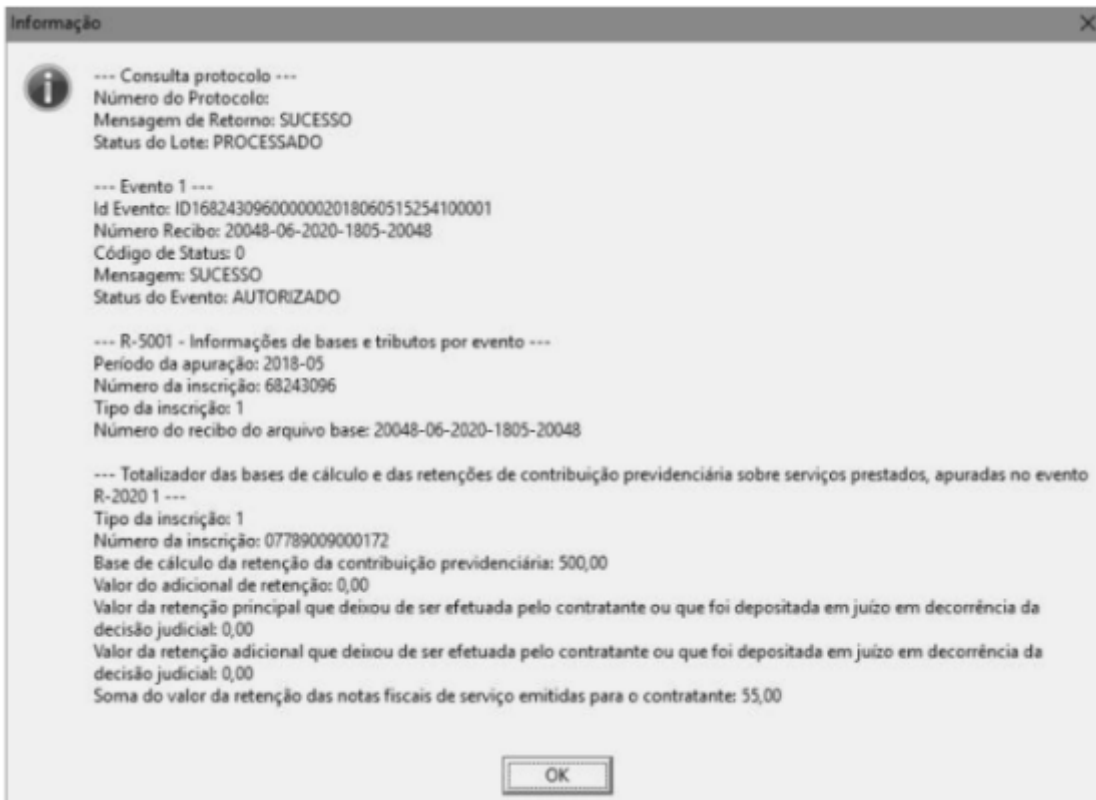 Informação
--- Consulta protocolo ---
Número do Protocolo:
Mensagem de Retorno: SUCESSO
Status do Lote: PROCESSADO
--- Evento 1 ---
Id Evento: ID1682430960000002018060515254100001
Número Recibo: 20048-06-2020-1805-20048
Código de Status: 0
Mensagem: SUCESSO
Status do Evento: AUTORIZADO
--- R-5001 - Informações de bases e tributos por evento ---
Período da apuração: 2018-05
Número da inscrição: 68243096
Tipo da inscrição: 1
Número do recibo do arquivo base: 20048-06-2020-1805-20048
--- Totalizador das bases de cálculo e das retenções de contribuição previdenciária sobre serviços prestados, apuradas no evento
R-2020 1 ---
Tipo da inscrição: 1
Número da inscrição: 07789009000172
Base de cálculo da retenção da contribuição previdenciária: 500,00
Valor do adicional de retenção: 0,00
Valor da retenção principal que deixou de ser efetuada pelo contratante ou que foi depositada em juízo em decorrência da
decisão judicial: 0,00
Valor da retenção adicional que deixou de ser efetuada pelo contratante ou que foi depositada em juízo em decorrência da
decisão judicial: 0,00
Soma do valor da retenção das notas fiscais de serviço emitidas para o contratante: 55,00
OK